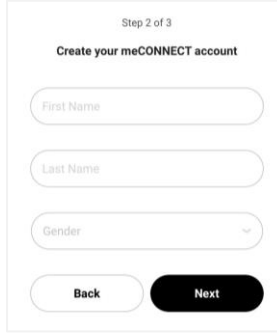 Step 2 of 3
Create your meCONNECT account
First Name
Last Name
Gender
Back Next